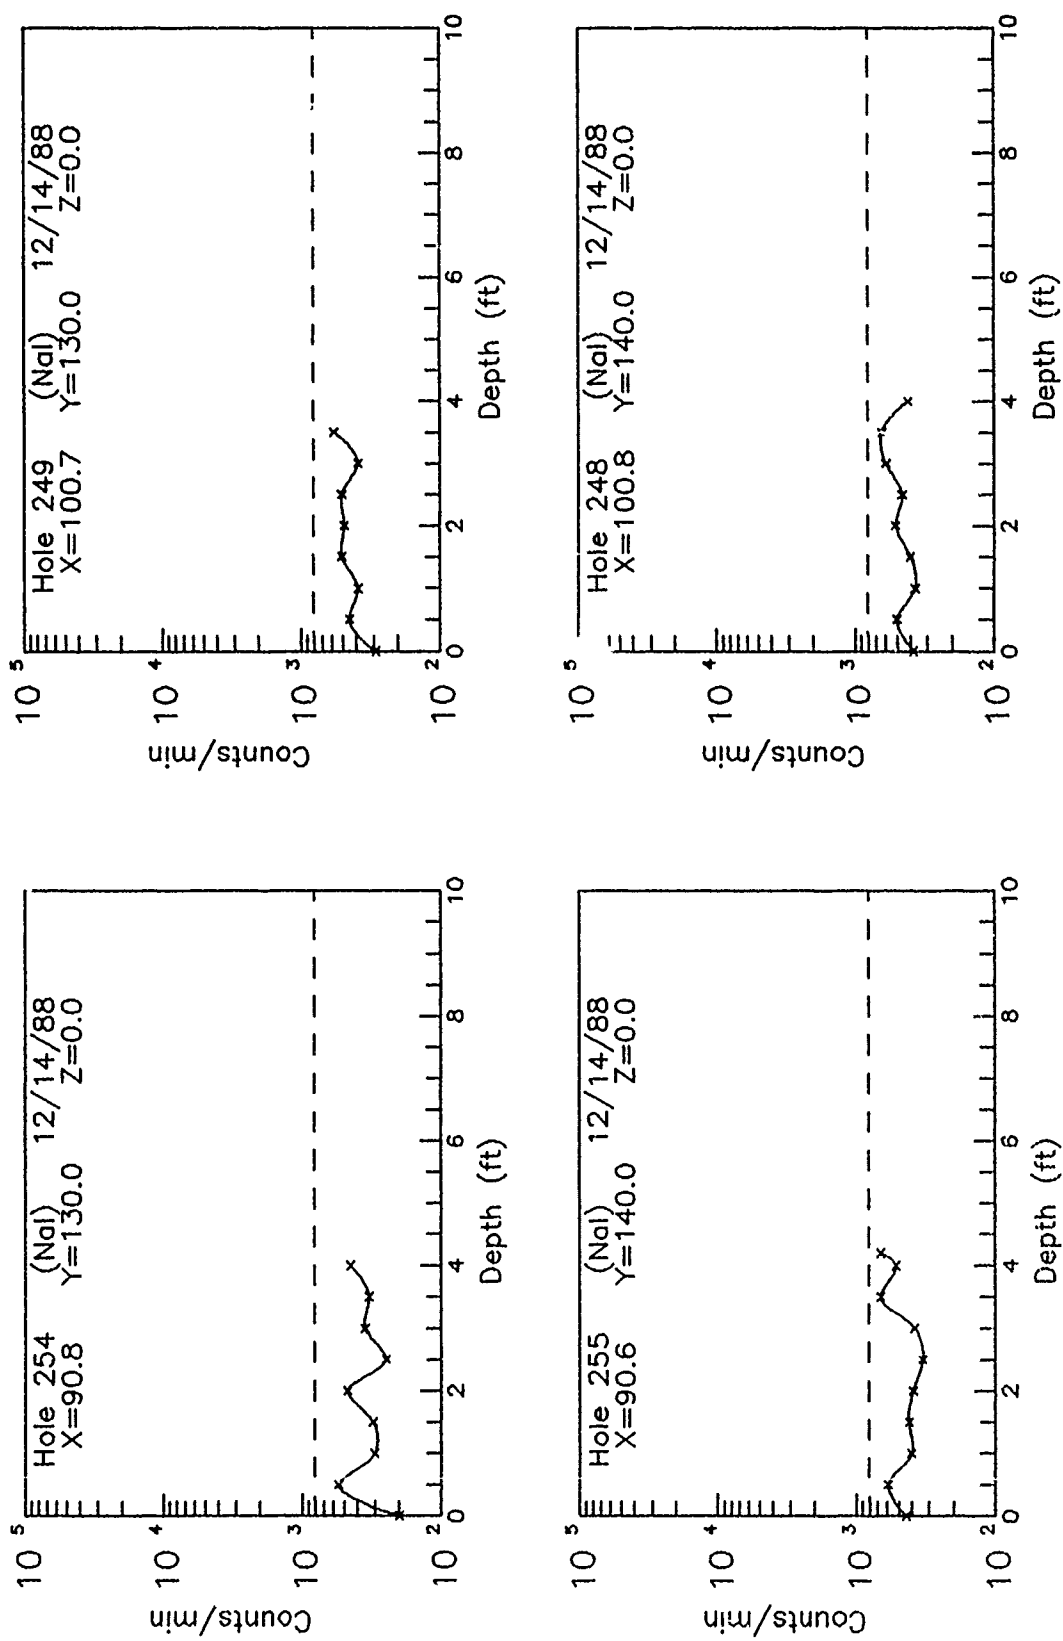 Hole 254 (NaI) 12/14/88
X=90.8 Y=130.0 Z=0.0
Counts/min
10 5
10 4
10 3
10 2
0 2 4 6 8 10
Depth (ft)
Hole 249 (NaI) 12/14/88
X=100.7 Y=130.0 Z=0.0
Counts/min
10 5
10 4
10 3
10 2
0 2 4 6 8 10
Depth (ft)
Hole 255 (NaI) 12/14/88
X=90.6 Y=140.0 Z=0.0
Counts/min
10 5
10 4
10 3
10 2
0 2 4 6 8 10
Depth (ft)
Hole 248 (NaI) 12/14/88
X=100.8 Y=140.0 Z=0.0
Counts/min
10 5
10 4
10 3
10 2
0 2 4 6 8 10
Depth (ft)